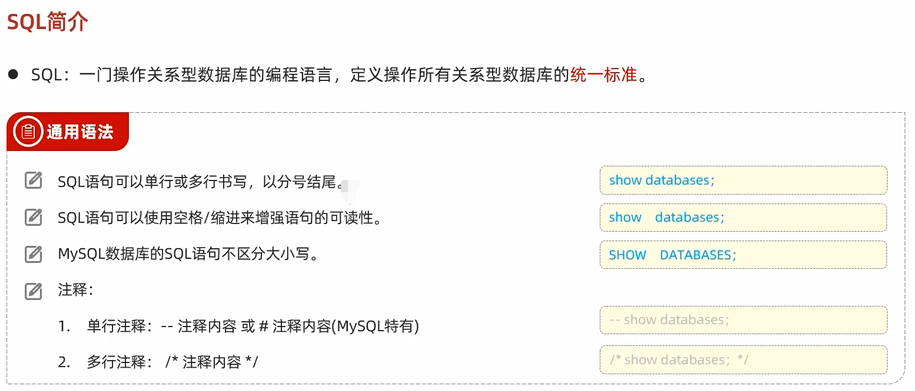 SQL简介
SQL：一门操作关系型数据库的编程语言，定义操作所有关系型数据库的统一标准。
通用语法
SQL语句可以单行或多行书写，以分号结尾。
show databases；
SQL语句可以使用空格/缩进来增强语句的可读性。
show databases；
MySQL数据库的SQL语句不区分大小写。
SHOW DATABASES；
注释：
1. 单行注释：-- 注释内容 或 # 注释内容(MySQL特有)
-- show databases；
2. 多行注释： /* 注释内容 */
/* show databases；*/